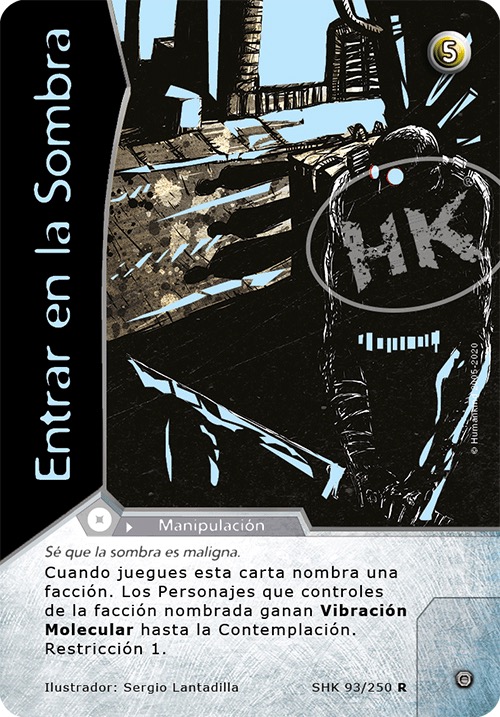 Entrar en la Sombra
5
HK
Manipulación
Sé que la sombra es maligna.
Cuando juegues esta carta nombra una
facción. Los Personajes que controles
de la facción nombrada ganan Vibración
Molecular hasta la Contemplación.
Restricción 1.
Ilustrador: Sergio Lantadilla
SHK 93/250 R